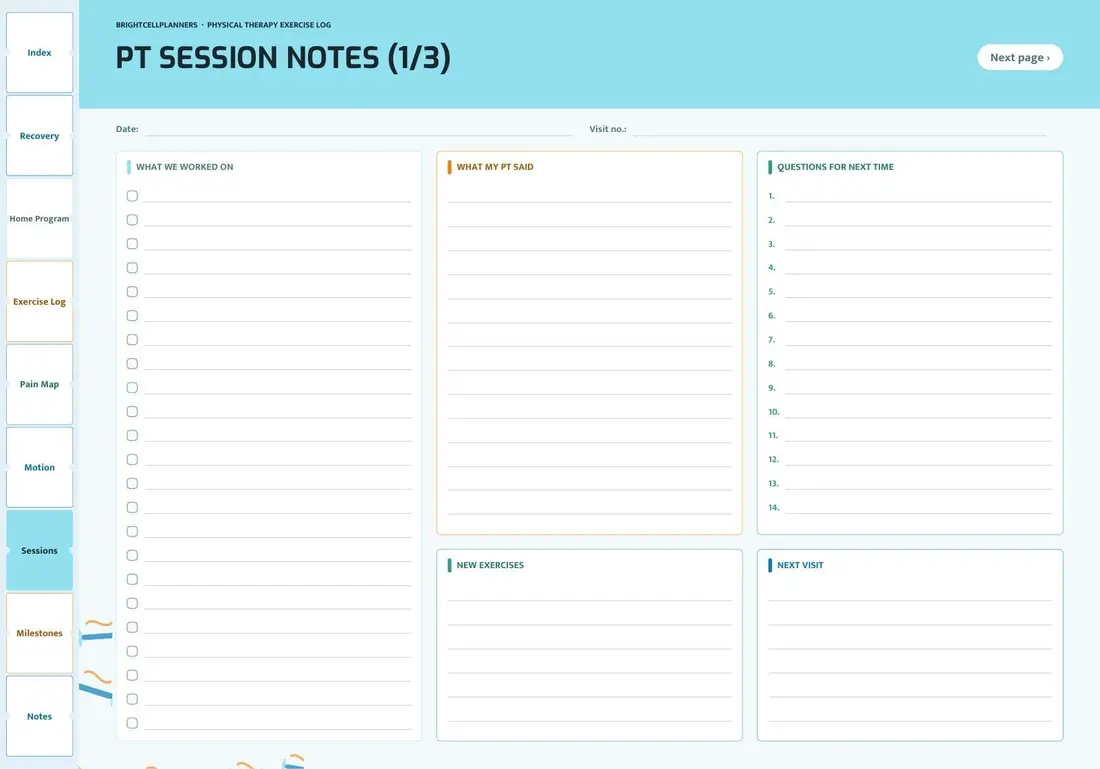 Index
Recovery
Home Program
Exercise Log
Pain Map
Motion
Sessions
Milestones
Notes
BRIGHTCELLPLANNERS · PHYSICAL THERAPY EXERCISE LOG
PT SESSION NOTES (1/3)
Next page ›
Date:
Visit no.:
WHAT WE WORKED ON
WHAT MY PT SAID
QUESTIONS FOR NEXT TIME
1.
2.
3.
4.
5.
6.
7.
8.
9.
10.
11.
12.
13.
14.
NEW EXERCISES
NEXT VISIT